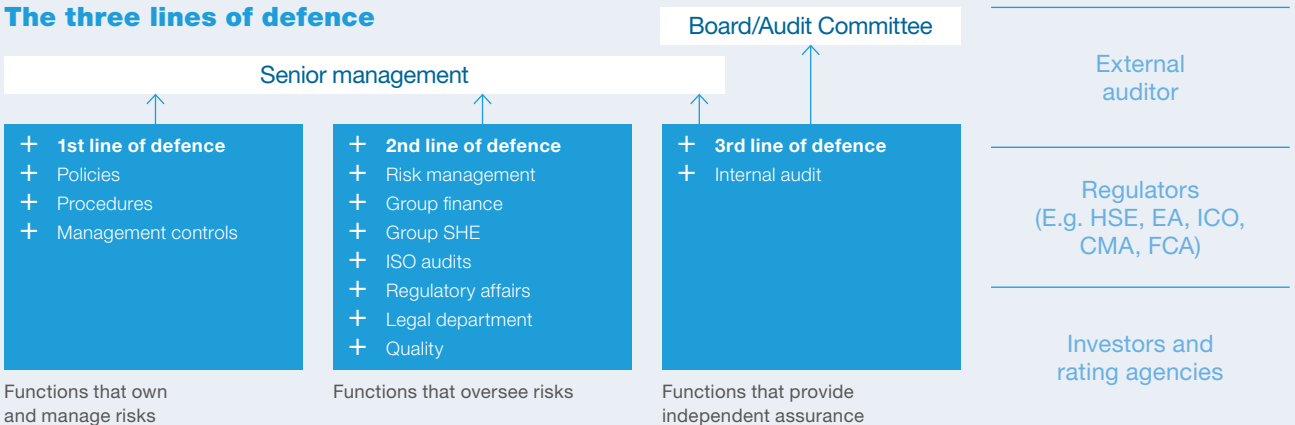 The three lines of defence
Board/Audit Committee
Senior management
+ 1st line of defence
+ Policies
+ Procedures
+ Management controls
Functions that own
and manage risks
+ 2nd line of defence
+ Risk management
+ Group finance
+ Group SHE
+ ISO audits
+ Regulatory affairs
+ Legal department
+ Quality
Functions that oversee risks
+ 3rd line of defence
+ Internal audit
Functions that provide
independent assurance
External
auditor
Regulators
(E.g. HSE, EA, ICO,
CMA, FCA)
Investors and
rating agencies